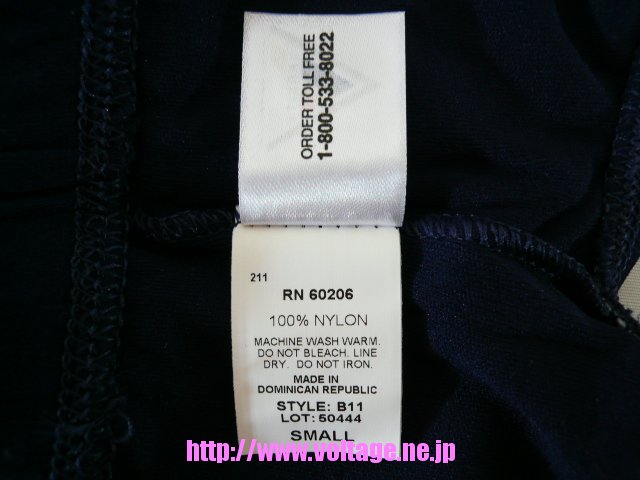 ORDER TOLL FREE
1-800-533-8022
211
RN 60206
100% NYLON
MACHINE WASH WARM.
DO NOT BLEACH. LINE
DRY. DO NOT IRON.
MADE IN
DOMINICAN REPUBLIC
STYLE: B11
LOT: 50444
SMALL
http://www.voltage.ne.jp